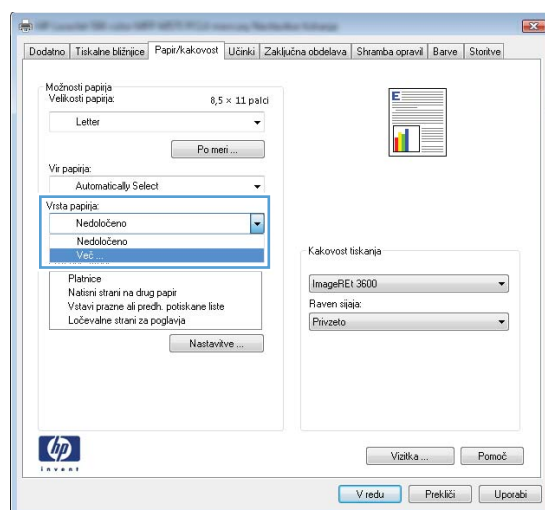 Dodatno Tiskalne bližnjice Papir/kakovost Učinki Zaključna obdelava Shramba opravil Barve Storitve
Možnosti papirja
Velikosti papirja: 8,5 × 11 palci
Letter
Po meri ...
Vir papirja:
Automatically Select
Vrsta papirja:
Nedoločeno
Nedoločeno
Več ...
Platnice
Natisni strani na drug papir
Vstavi prazne ali predh. potiskane liste
Ločevalne strani za poglavja
Nastavitve ...
E
Kakovost tiskanja
ImageREt 3600
Raven sijaja:
Privzeto
hp
invent
Vizitka ... Pomoč
V redu Prekliči Uporabi